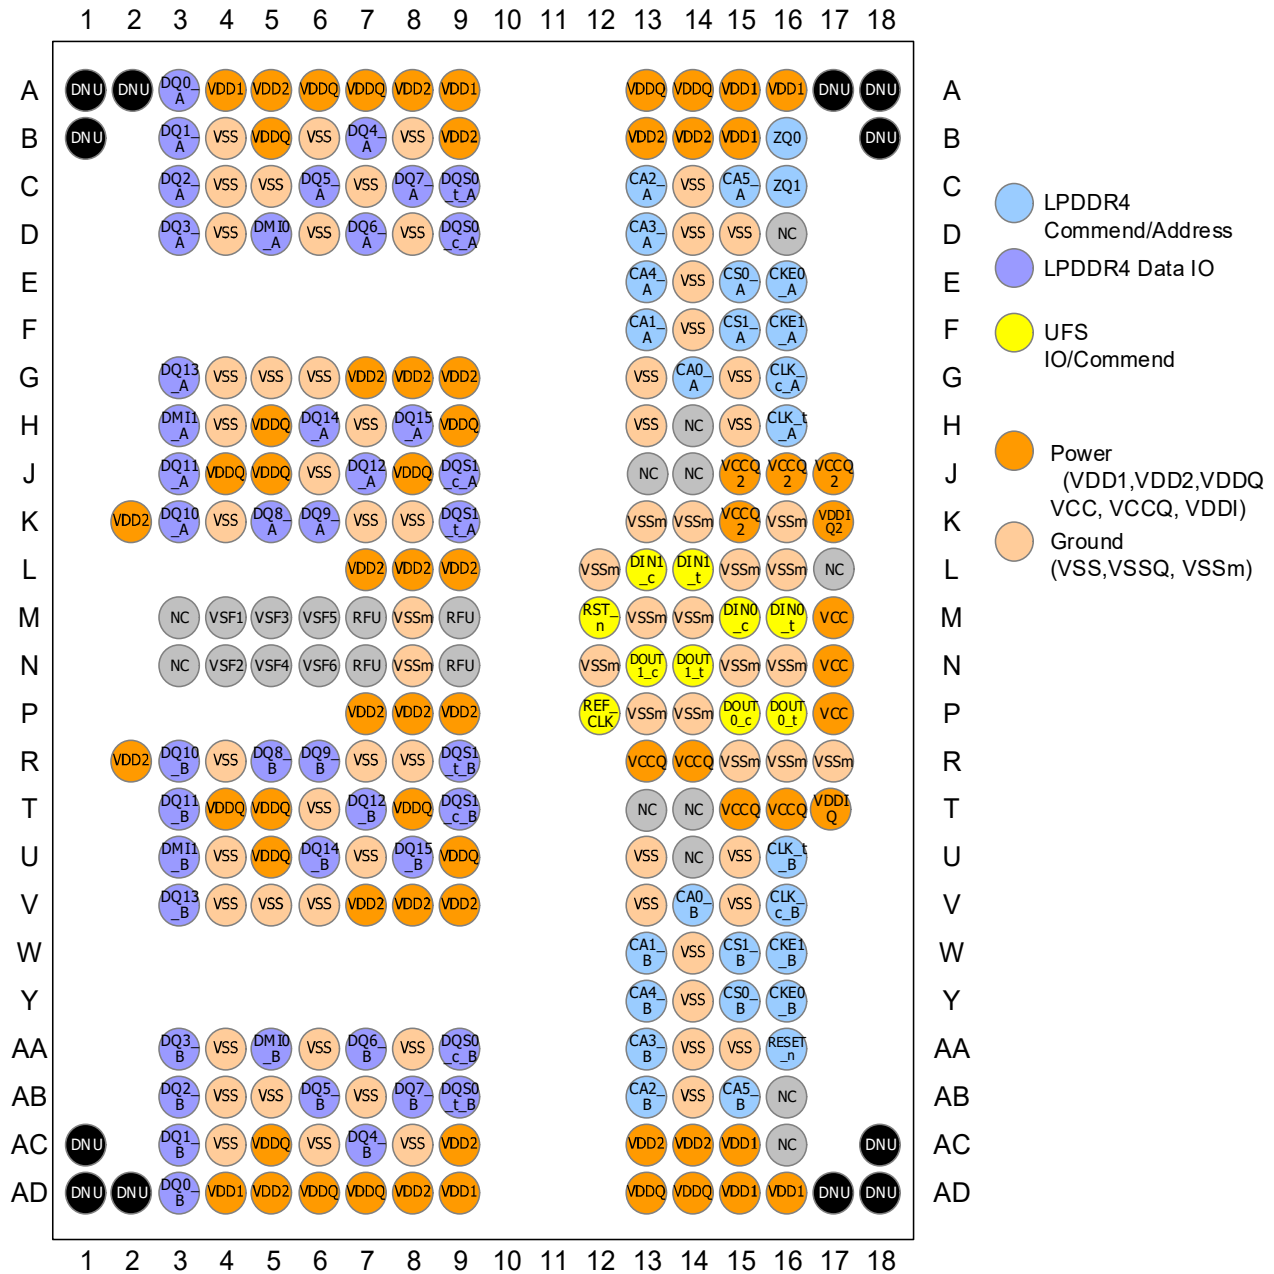 1 2 3 4 5 6 7 8 9 10 11 12 13 14 15 16 17 18
A DNU DNU DQ0_A VDD1 VDD2 VDDQ VDDQ VDD2 VDD1 VDDQ VDDQ VDD1 VDD1 DNU DNU A
B DNU DQ1_A VSS VDDQ VSS DQ4_A VSS VDD2 VDD2 VDD2 VDD1 ZQ0 DNU B
C DQ2_A VSS VSS DQ5_A VSS DQ7_A DQS0_t_A CA2_A VSS CA5_A ZQ1 C
D DQ3_A VSS DMI0_A VSS DQ6_A VSS DQS0_c_A CA3_A VSS VSS NC D
E CA4_A VSS CS0_A CKE0_A E
F CA1_A VSS CS1_A CKE1_A F
G DQ13_A VSS VSS VSS VDD2 VDD2 VDD2 VSS CA0_A VSS CLK_c_A G
H DMI1_A VSS VDDQ DQ14_A VSS DQ15_A VDDQ VSS NC VSS CLK_t_A H
J DQ11_A VDDQ VDDQ VSS DQ12_A VDDQ DQS1_c_A NC NC VCCQ2 VCCQ2 VCCQ2 J
K VDD2 DQ10_A VSS DQ8_A DQ9_A VSS VSS DQS1_t_A VSSm VSSm VCCQ2 VSSm VDDIQ2 K
L VDD2 VDD2 VDD2 VSSm DIN1_c DIN1_t VSSm VSSm NC L
M NC VSF1 VSF3 VSF5 RFU VSSm RFU RST_n VSSm VSSm DIN0_c DIN0_t VCC M
N NC VSF2 VSF4 VSF6 RFU VSSm RFU VSSm DOUT1_c DOUT1_t VSSm VSSm VCC N
P VDD2 VDD2 VDD2 REF_CLK VSSm VSSm DOUT0_c DOUT0_t VCC P
R VDD2 DQ10_B VSS DQ8_B DQ9_B VSS VSS DQS1_t_B VCCQ VCCQ VSSm VSSm VSSm R
T DQ11_B VDDQ VDDQ VSS DQ12_B VDDQ DQS1_c_B NC NC VCCQ VCCQ VDDIQ T
U DMI1_B VSS VDDQ DQ14_B VSS DQ15_B VDDQ VSS NC VSS CLK_t_B U
V DQ13_B VSS VSS VSS VDD2 VDD2 VDD2 VSS CA0_B VSS CLK_c_B V
W CA1_B VSS CS1_B CKE1_B W
Y CA4_B VSS CS0_B CKE0_B Y
AA DQ3_B VSS DMI0_B VSS DQ6_B VSS DQS0_c_B CA3_B VSS VSS RESET_n AA
AB DQ2_B VSS VSS DQ5_B VSS DQ7_B DQS0_t_B CA2_B VSS CA5_B NC AB
AC DNU DQ1_B VSS VDDQ VSS DQ4_B VSS VDD2 VDD2 VDD2 VDD1 NC DNU AC
AD DNU DNU DQ0_B VDD1 VDD2 VDDQ VDDQ VDD2 VDD1 VDDQ VDDQ VDD1 VDD1 DNU DNU AD
1 2 3 4 5 6 7 8 9 10 11 12 13 14 15 16 17 18
LPDDR4
Commend/Address
LPDDR4 Data IO
UFS
IO/Commend
Power
(VDD1,VDD2,VDDQ
VCC, VCCQ, VDDI)
Ground
(VSS,VSSQ, VSSm)